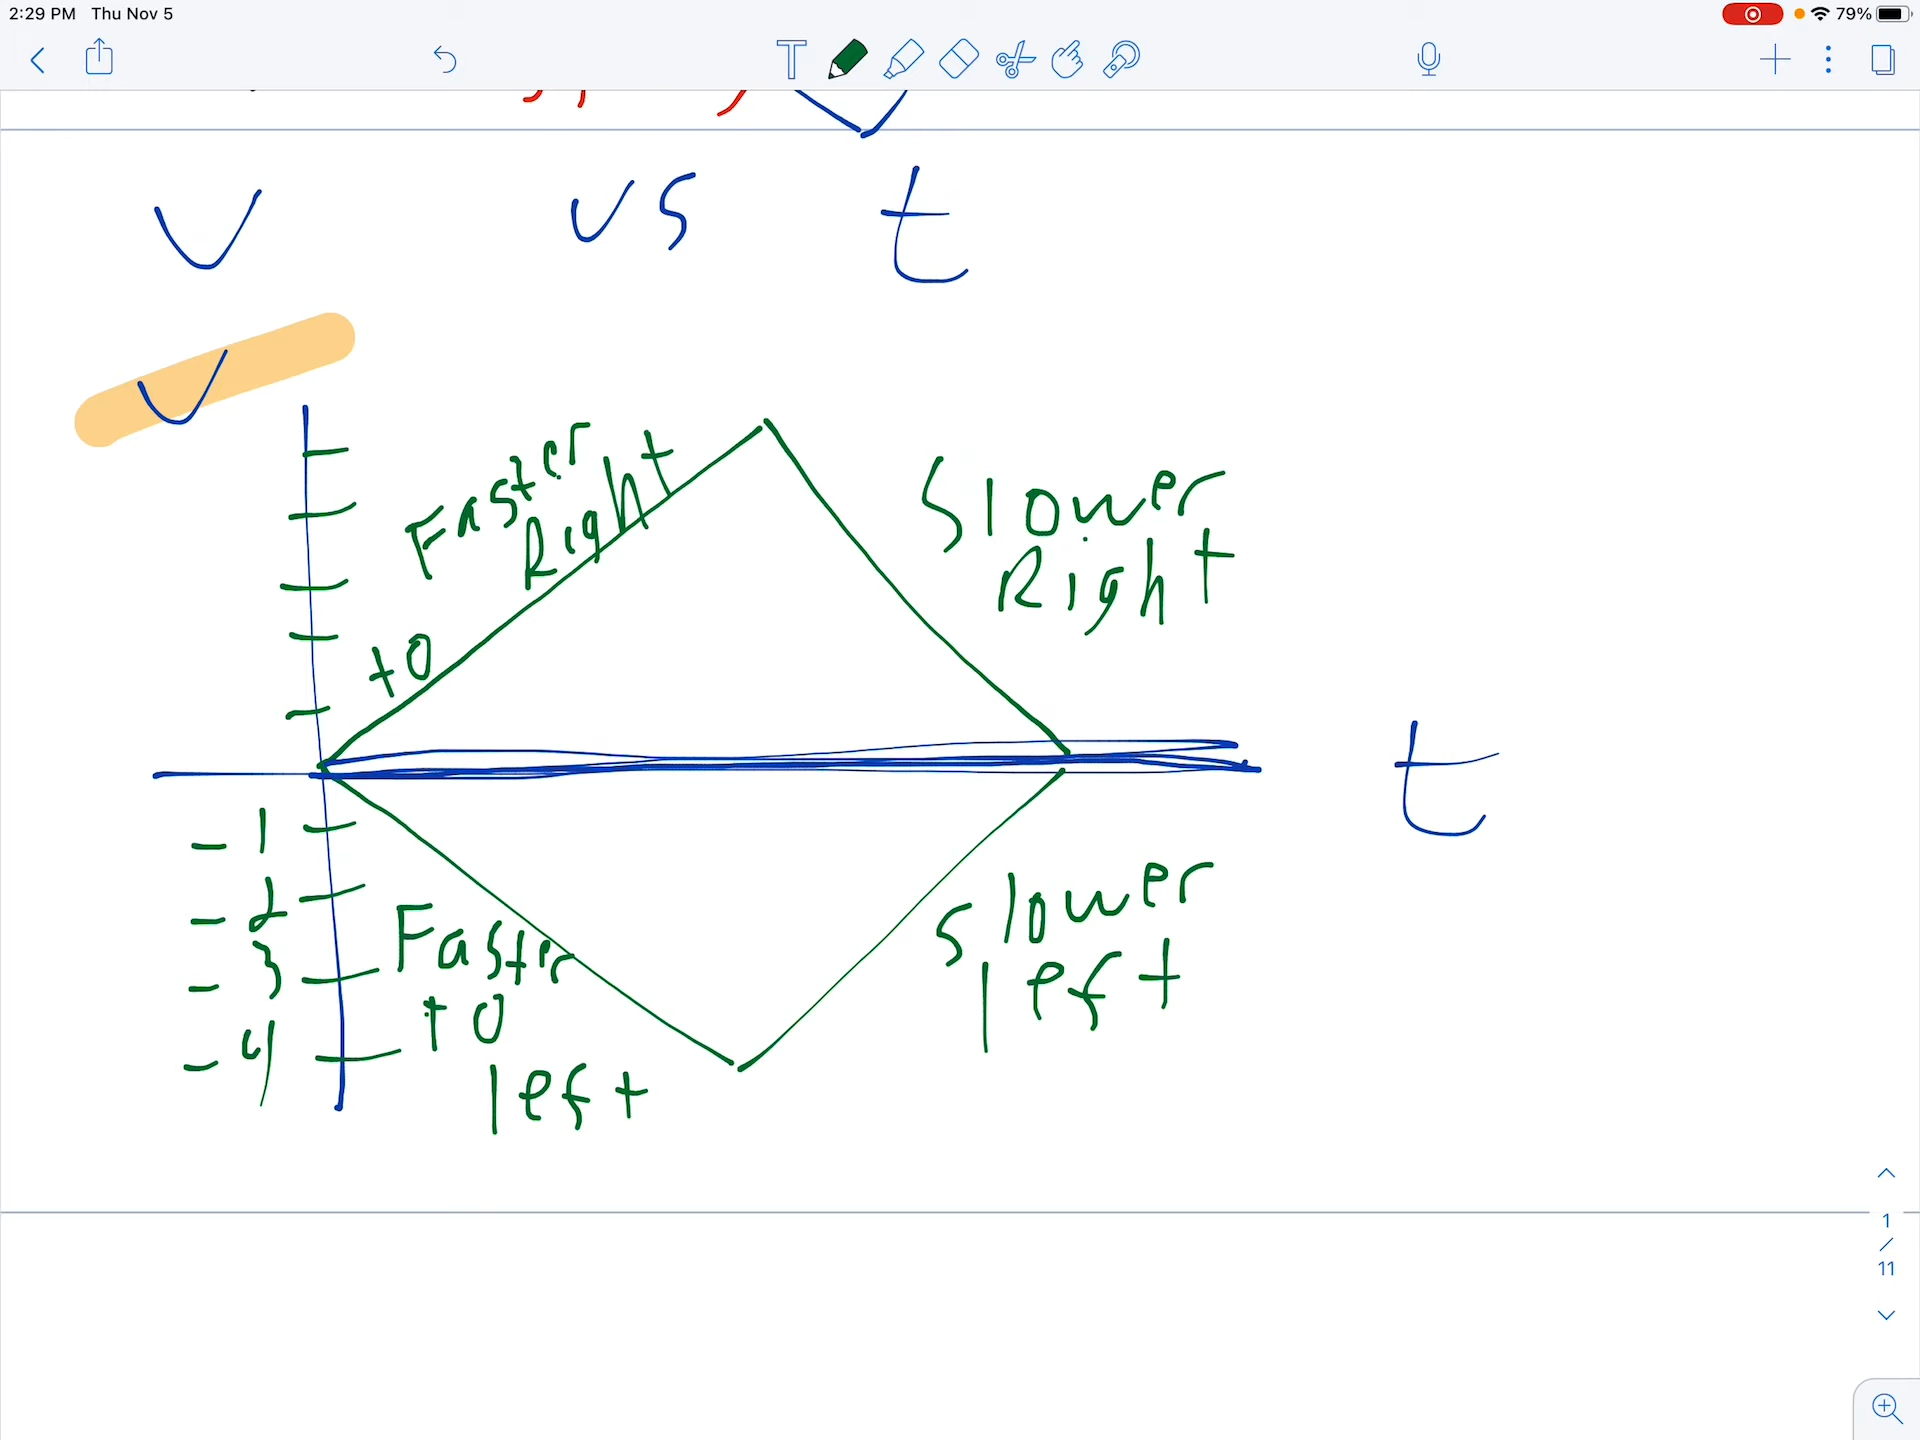 2:29 PM Thu Nov 5
79%
T
v vs t
v
Faster
Right
to
Slower
Right
t
-1
-2
-3
-4
Faster
to
left
Slower
left
1
/
11